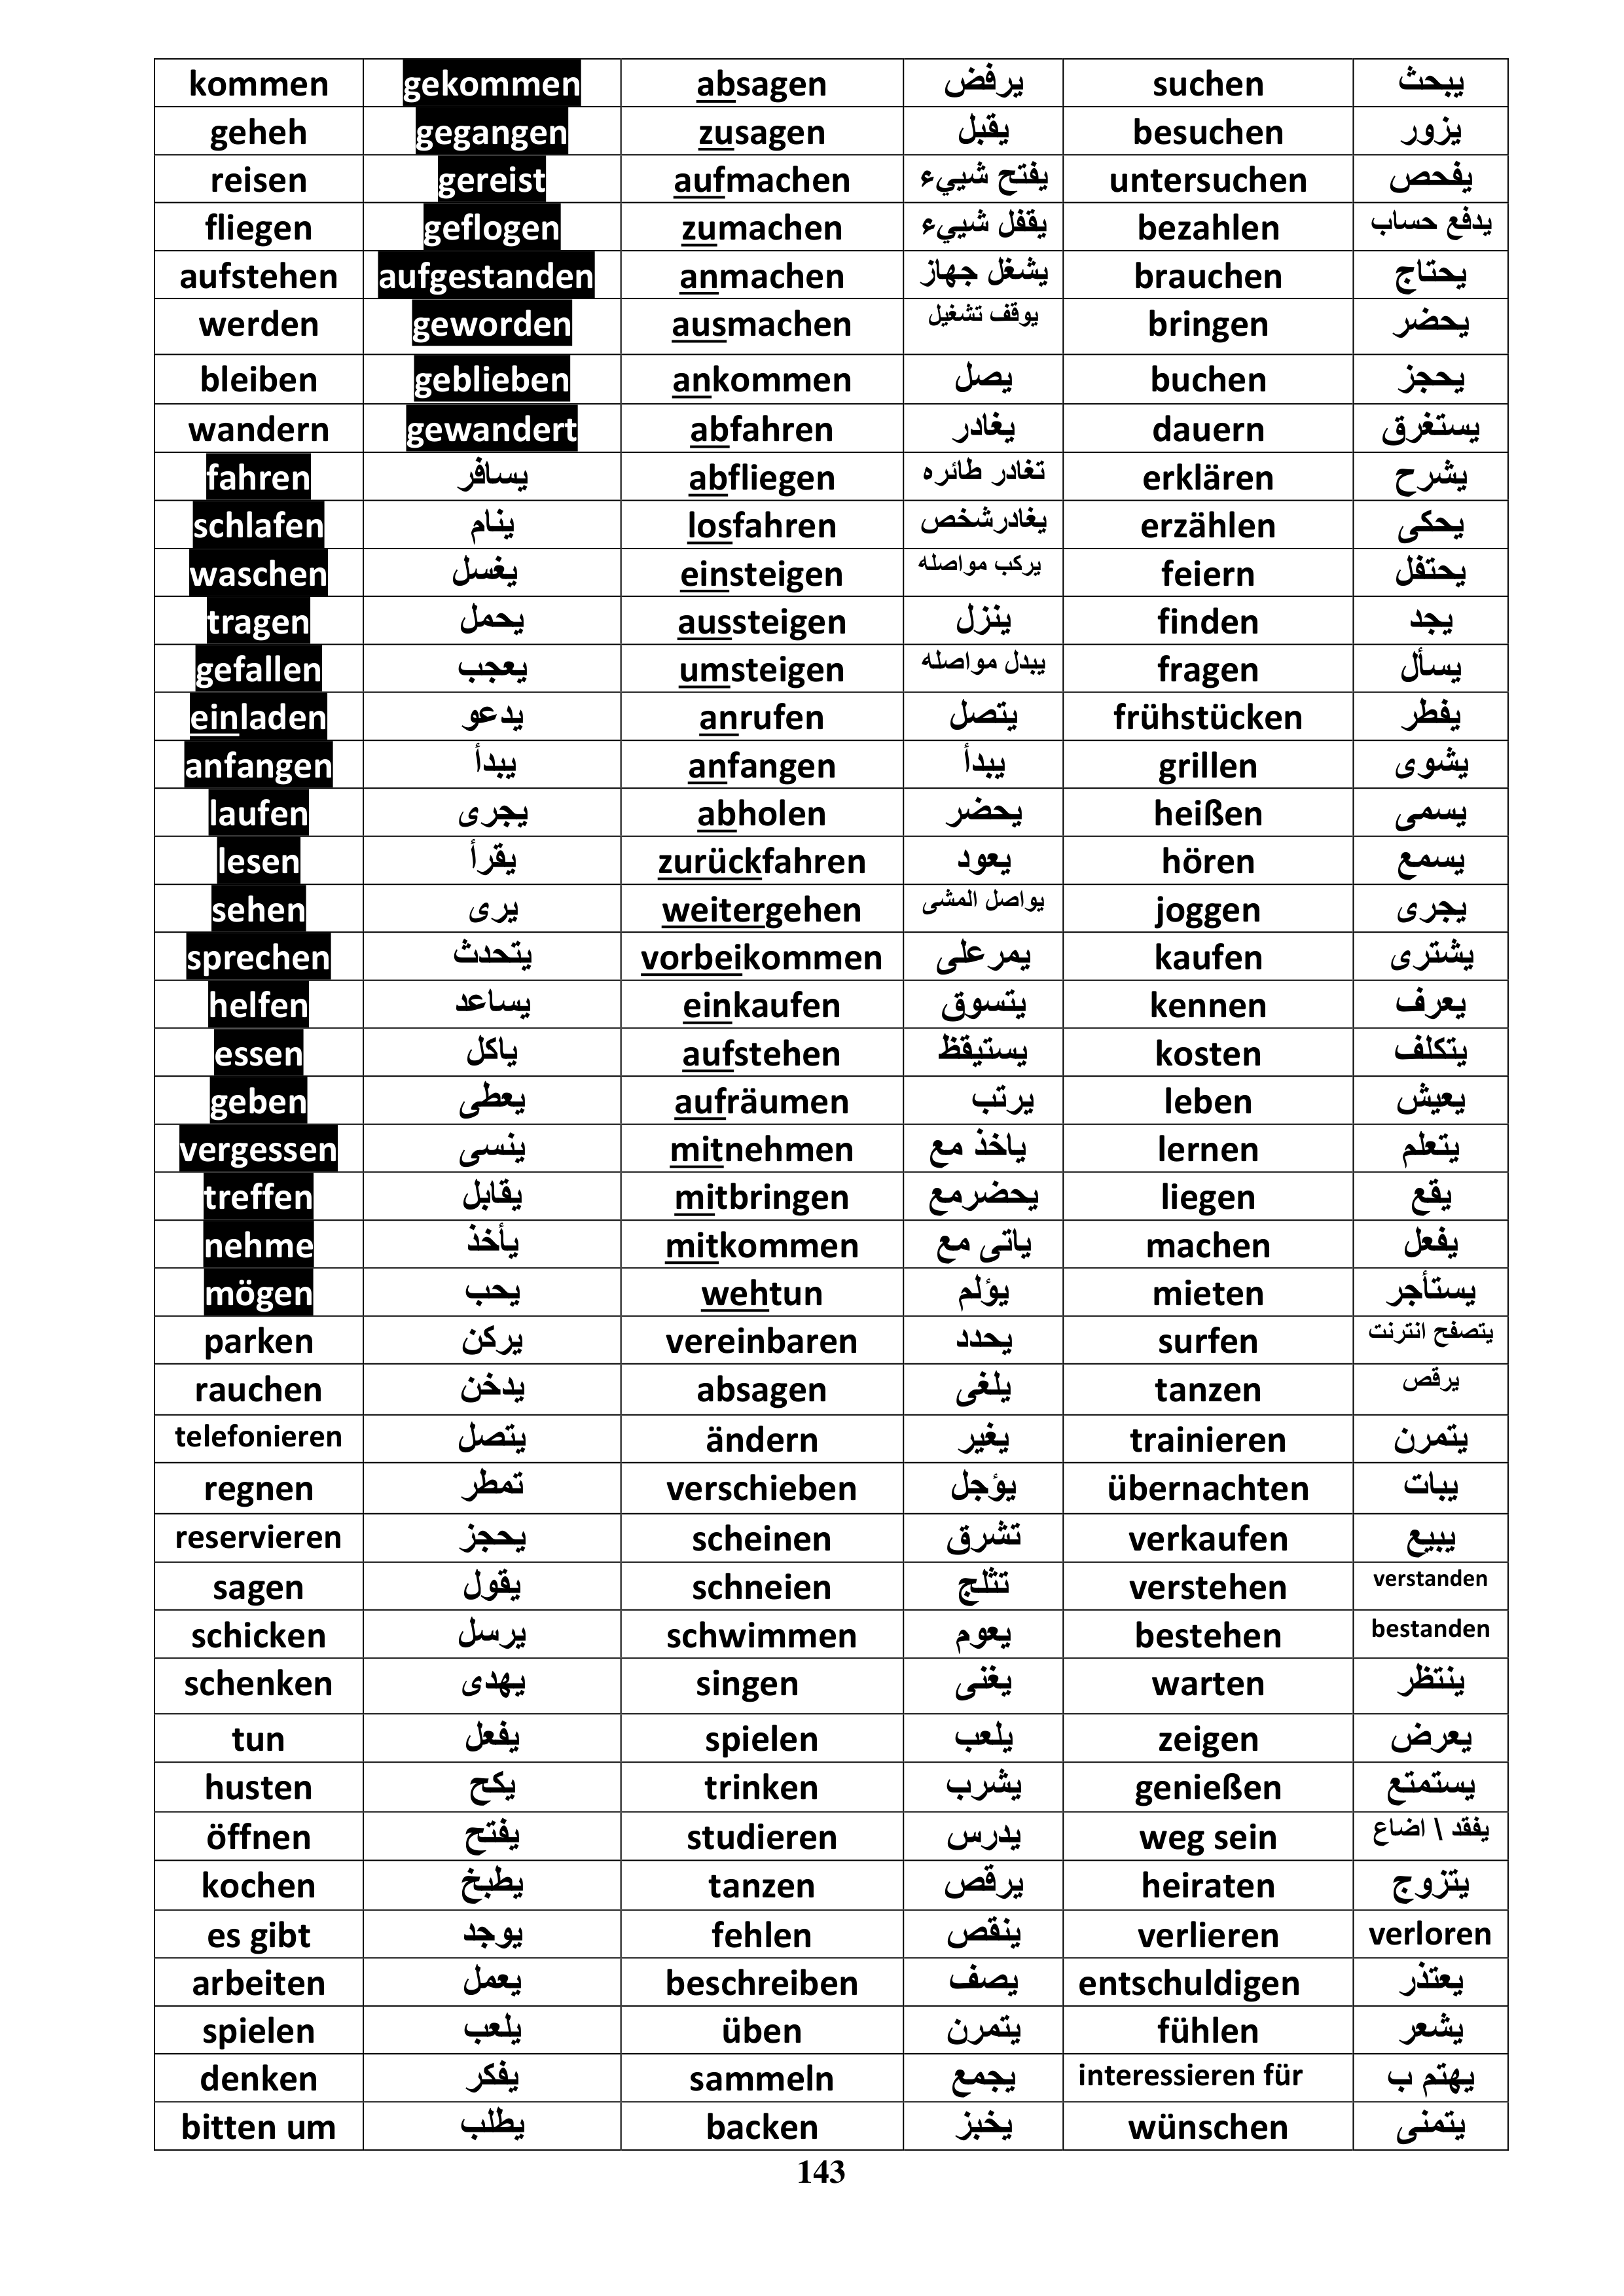 kommen gekommen absagen يرفض suchen يبحث
geheh gegangen zusagen يقبل besuchen يزور
reisen gereist aufmachen يفتح شييء untersuchen يفحص
fliegen geflogen zumachen يقفل شييء bezahlen يدفع حساب
aufstehen aufgestanden anmachen يشغل جهاز brauchen يحتاج
werden geworden ausmachen يوقف تشغيل bringen يحضر
bleiben geblieben ankommen يصل buchen يحجز
wandern gewandert abfahren يغادر dauern يستغرق
fahren يسافر abfliegen تغادر طائره erklären يشرح
schlafen ينام losfahren يغادرشخص erzählen يحكى
waschen يغسل einsteigen يركب مواصله feiern يحتفل
tragen يحمل aussteigen ينزل finden يجد
gefallen يعجب umsteigen يبدل مواصله fragen يسأل
einladen يدعو anrufen يتصل frühstücken يفطر
anfangen يبدأ anfangen يبدأ grillen يشوى
laufen يجرى abholen يحضر heißen يسمى
lesen يقرأ zurückfahren يعود hören يسمع
sehen يرى weitergehen يواصل المشى joggen يجرى
sprechen يتحدث vorbeikommen يمرعلى kaufen يشترى
helfen يساعد einkaufen يتسوق kennen يعرف
essen ياكل aufstehen يستيقظ kosten يتكلف
geben يعطى aufräumen يرتب leben يعيش
vergessen ينسى mitnehmen ياخذ مع lernen يتعلم
treffen يقابل mitbringen يحضرمع liegen يقع
nehme يأخذ mitkommen ياتى مع machen يفعل
mögen يحب wehtun يؤلم mieten يستأجر
parken يركن vereinbaren يحدد surfen يتصفح انترنت
rauchen يدخن absagen يلغى tanzen يرقص
telefonieren يتصل ändern يغير trainieren يتمرن
regnen تمطر verschieben يؤجل übernachten يبات
reservieren يحجز scheinen تشرق verkaufen يبيع
sagen يقول schneien تثلج verstehen verstanden
schicken يرسل schwimmen يعوم bestehen bestanden
schenken يهدى singen يغنى warten ينتظر
tun يفعل spielen يلعب zeigen يعرض
husten يكح trinken يشرب genießen يستمتع
öffnen يفتح studieren يدرس weg sein يفقد \ اضاع
kochen يطبخ tanzen يرقص heiraten يتزوج
es gibt يوجد fehlen ينقص verlieren verloren
arbeiten يعمل beschreiben يصف entschuldigen يعتذر
spielen يلعب üben يتمرن fühlen يشعر
denken يفكر sammeln يجمع interessieren für يهتم ب
bitten um يطلب backen يخبز wünschen يتمنى
143